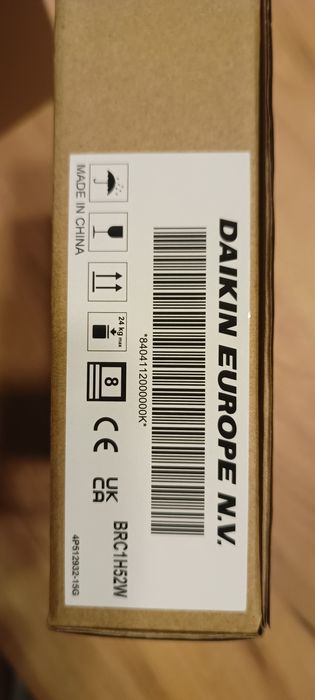 DAIKIN EUROPE N.V.
*8404112000000K*
24 kg max
8
CE
UK
CA
BRC1H52W
MADE IN CHINA
4P512932-15G